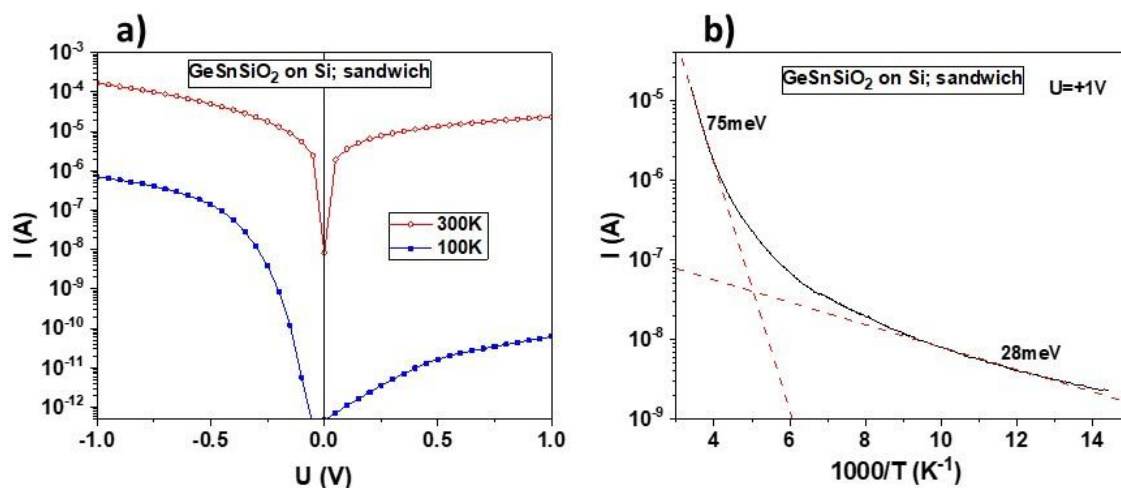 a)
GeSnSiO₂ on Si; sandwich
10⁻³
10⁻⁴
10⁻⁵
10⁻⁶
10⁻⁷
10⁻⁸
10⁻⁹
10⁻¹⁰
10⁻¹¹
10⁻¹²
I (A)
300K
100K
-1.0
-0.5
0.0
0.5
1.0
U (V)
b)
GeSnSiO₂ on Si; sandwich
U=+1V
75meV
28meV
10⁻⁵
10⁻⁶
10⁻⁷
10⁻⁸
10⁻⁹
I (A)
4
6
8
10
12
14
1000/T (K⁻¹)